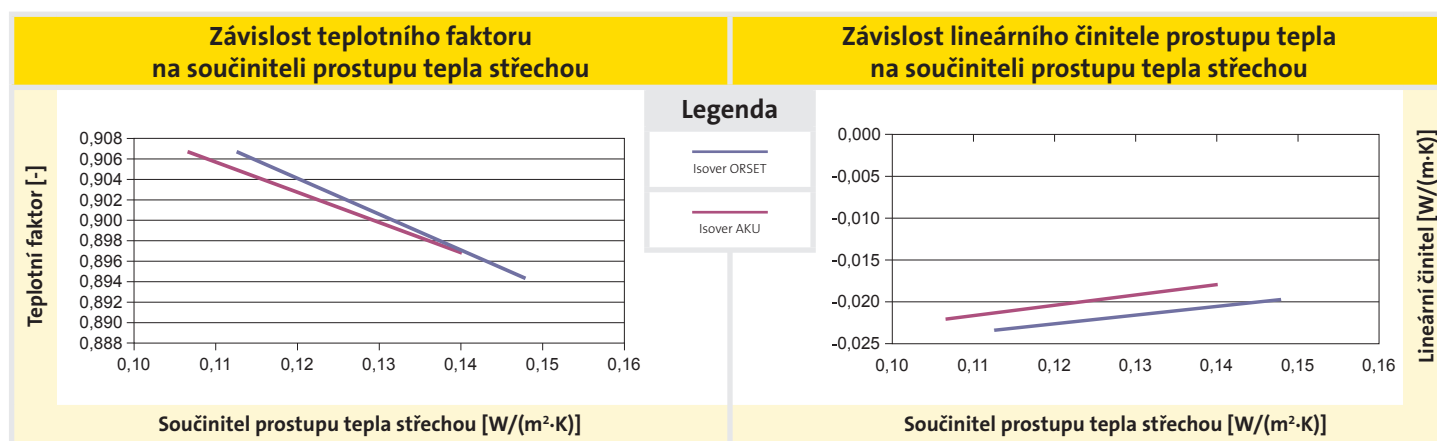 Závislost teplotního faktoru
na součiniteli prostupu tepla střechou
Závislost lineárního činitele prostupu tepla
na součiniteli prostupu tepla střechou
Teplotní faktor [-]
0,908
0,906
0,904
0,902
0,900
0,898
0,896
0,894
0,892
0,890
0,888
0,10 0,11 0,12 0,13 0,14 0,15 0,16
Součinitel prostupu tepla střechou [W/(m²·K)]
Legenda
Isover ORSET
Isover AKU
0,000
-0,005
-0,010
-0,015
-0,020
-0,025
0,10 0,11 0,12 0,13 0,14 0,15 0,16
Lineární činitel [W/(m·K)]
Součinitel prostupu tepla střechou [W/(m²·K)]